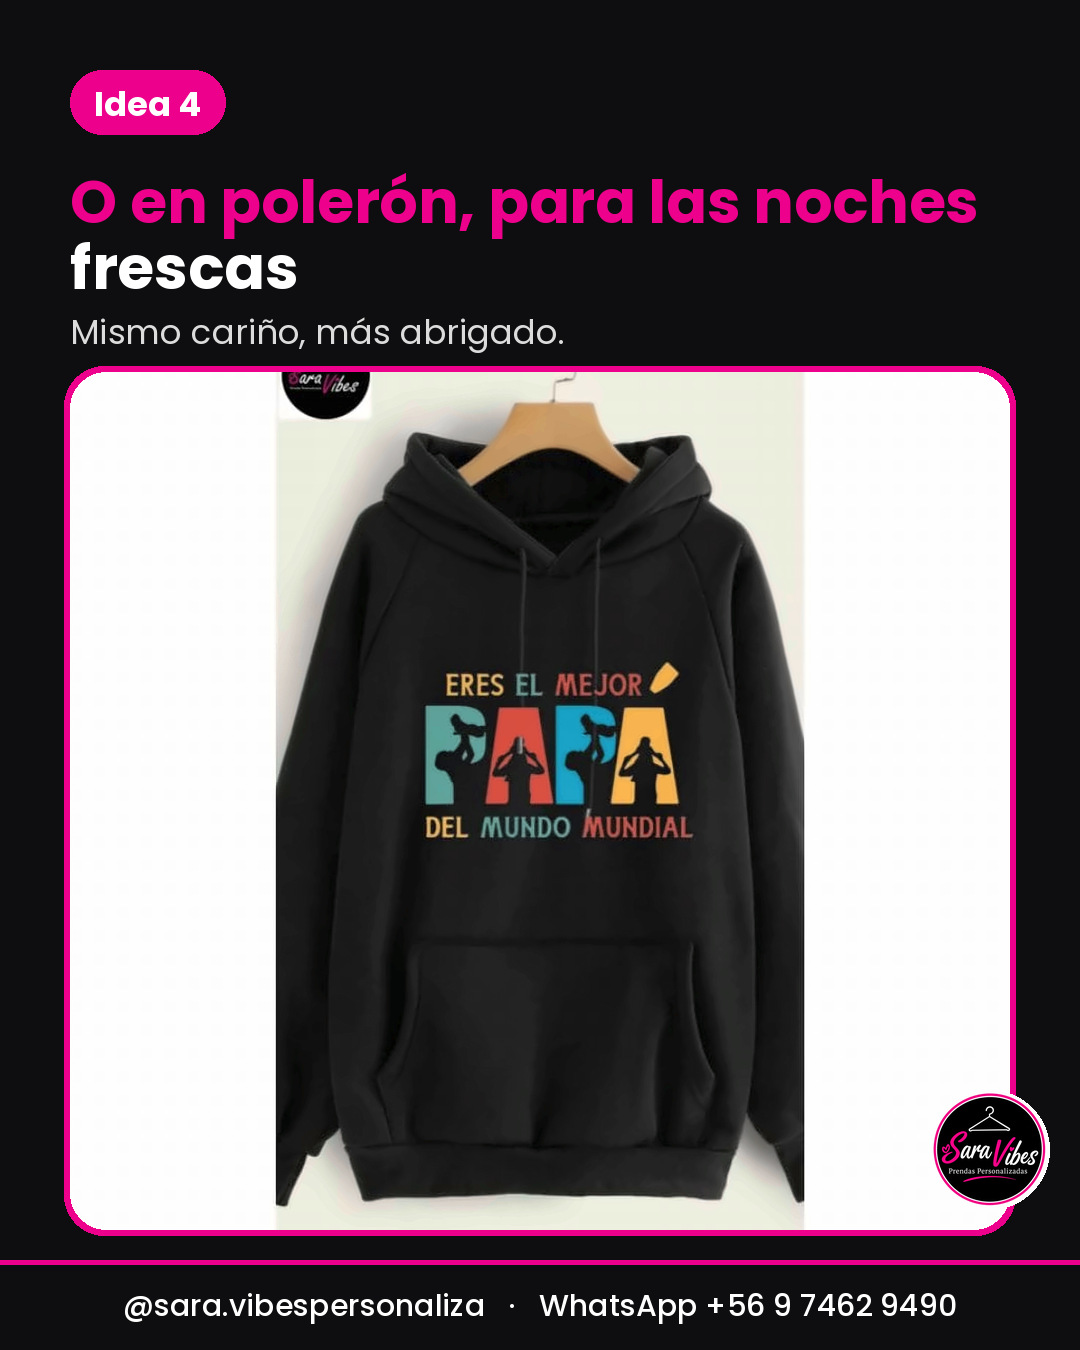 Idea 4
O en polerón, para las noches
frescas
Mismo cariño, más abrigado.
Sara Vibes
ERES EL MEJOR
PAPÁ
DEL MUNDO MUNDIAL
Sara Vibes
Prendas Personalizadas
@sara.vibespersonaliza · WhatsApp +56 9 7462 9490